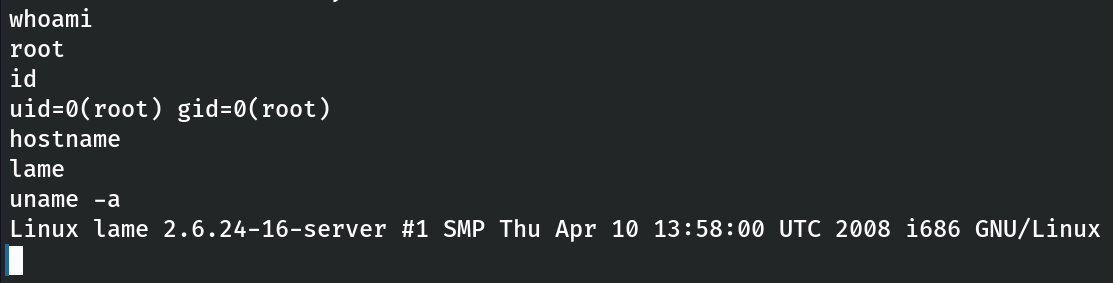 whoami
root
id
uid=0(root) gid=0(root)
hostname
lame
uname -a
Linux lame 2.6.24-16-server #1 SMP Thu Apr 10 13:58:00 UTC 2008 i686 GNU/Linux